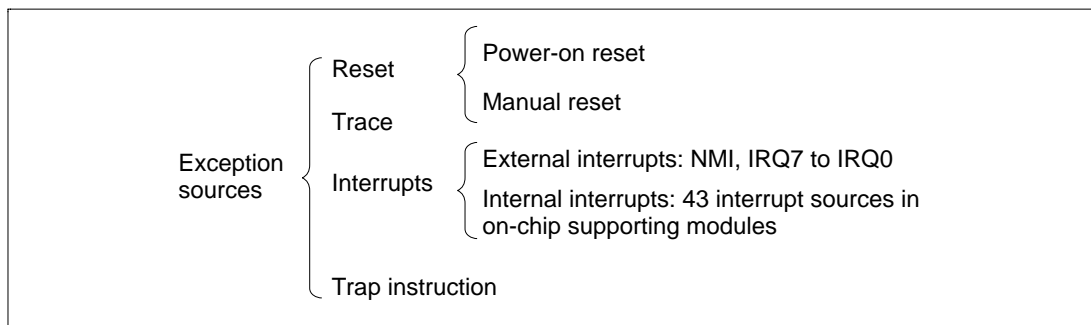 Exception
sources
Reset
Power-on reset
Manual reset
Trace
Interrupts
External interrupts: NMI, IRQ7 to IRQ0
Internal interrupts: 43 interrupt sources in
on-chip supporting modules
Trap instruction